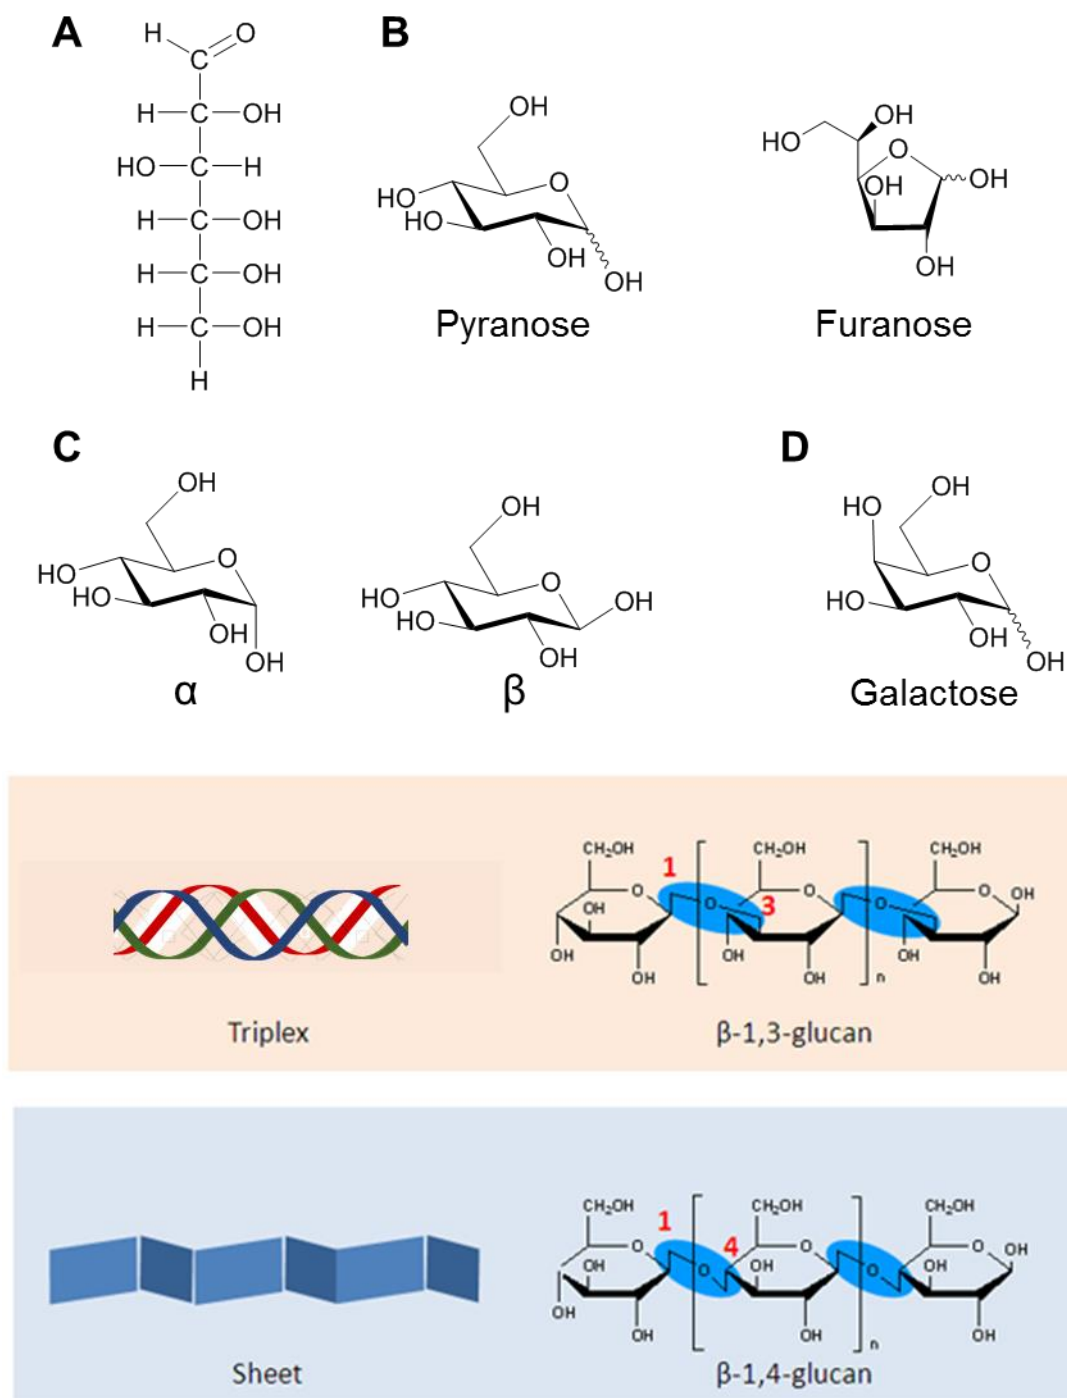 A
H
O
C
H
C
OH
HO
C
H
H
C
OH
H
C
OH
H
C
OH
H
B
OH
HO
HO
O
OH
OH
Pyranose
OH
HO
O
OH
OH
OH
Furanose
C
OH
HO
HO
O
OH
OH
α
OH
HO
HO
O
OH
OH
β
D
OH
HO
O
HO
OH
OH
Galactose
Triplex
CH₂OH
O
OH
OH
OH
1
O
3
CH₂OH
O
OH
OH
n
O
CH₂OH
O
OH
OH
OH
β-1,3-glucan
Sheet
CH₂OH
O
OH
OH
OH
1
O
4
CH₂OH
O
OH
OH
n
O
CH₂OH
O
OH
OH
OH
β-1,4-glucan